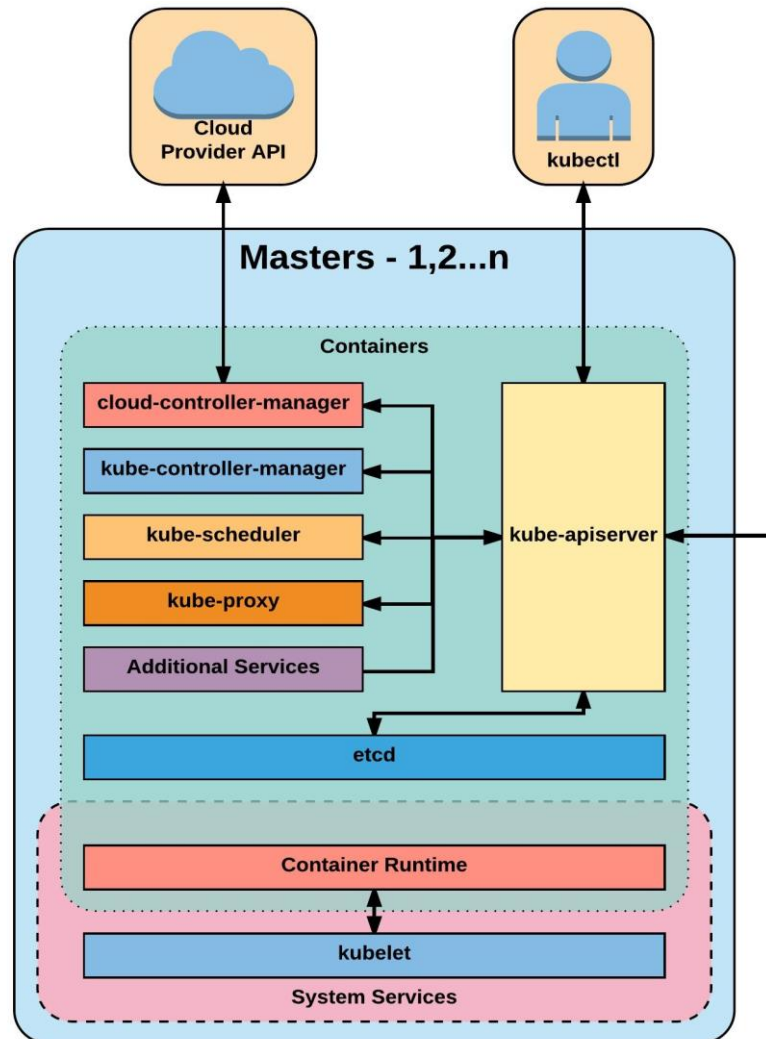 Cloud
Provider API
kubectl
Masters - 1,2...n
Containers
cloud-controller-manager
kube-controller-manager
kube-scheduler
kube-apiserver
kube-proxy
Additional Services
etcd
Container Runtime
kubelet
System Services